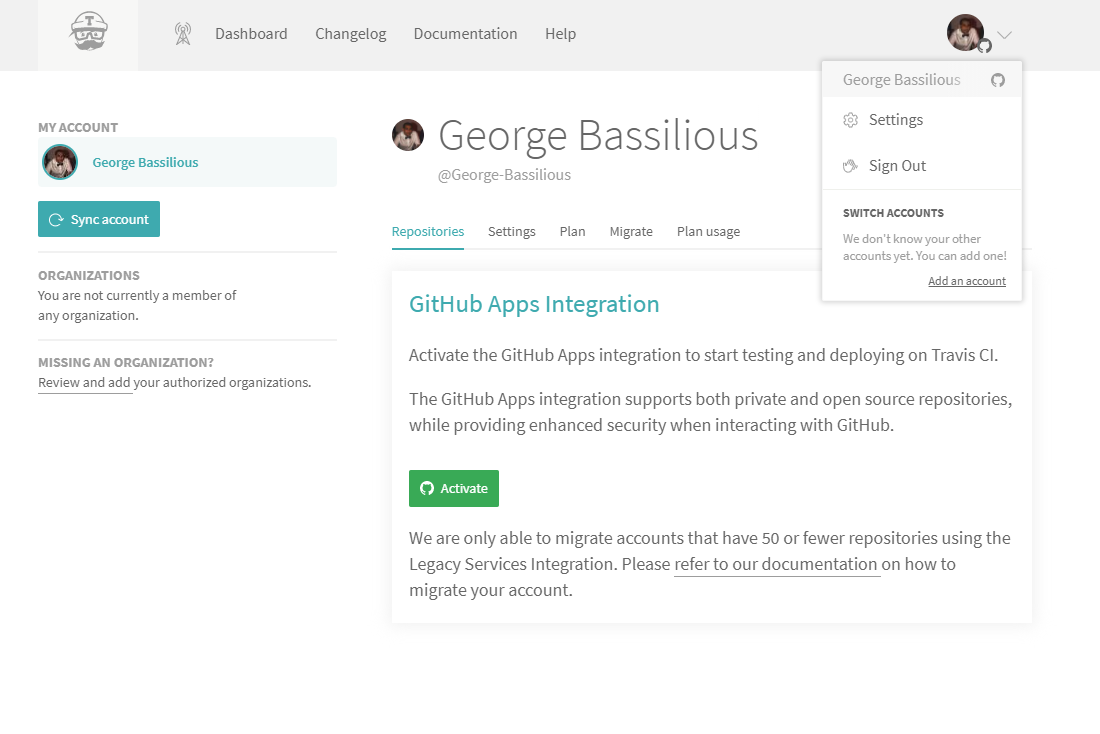 T
Dashboard Changelog Documentation Help
George Bassilious
Settings
Sign Out
SWITCH ACCOUNTS
We don't know your other
accounts yet. You can add one!
Add an account
MY ACCOUNT
George Bassilious
Sync account
ORGANIZATIONS
You are not currently a member of
any organization.
MISSING AN ORGANIZATION?
Review and add your authorized organizations.
George Bassilious
@George-Bassilious
Repositories Settings Plan Migrate Plan usage
GitHub Apps Integration
Activate the GitHub Apps integration to start testing and deploying on Travis CI.
The GitHub Apps integration supports both private and open source repositories,
while providing enhanced security when interacting with GitHub.
Activate
We are only able to migrate accounts that have 50 or fewer repositories using the
Legacy Services Integration. Please refer to our documentation on how to
migrate your account.